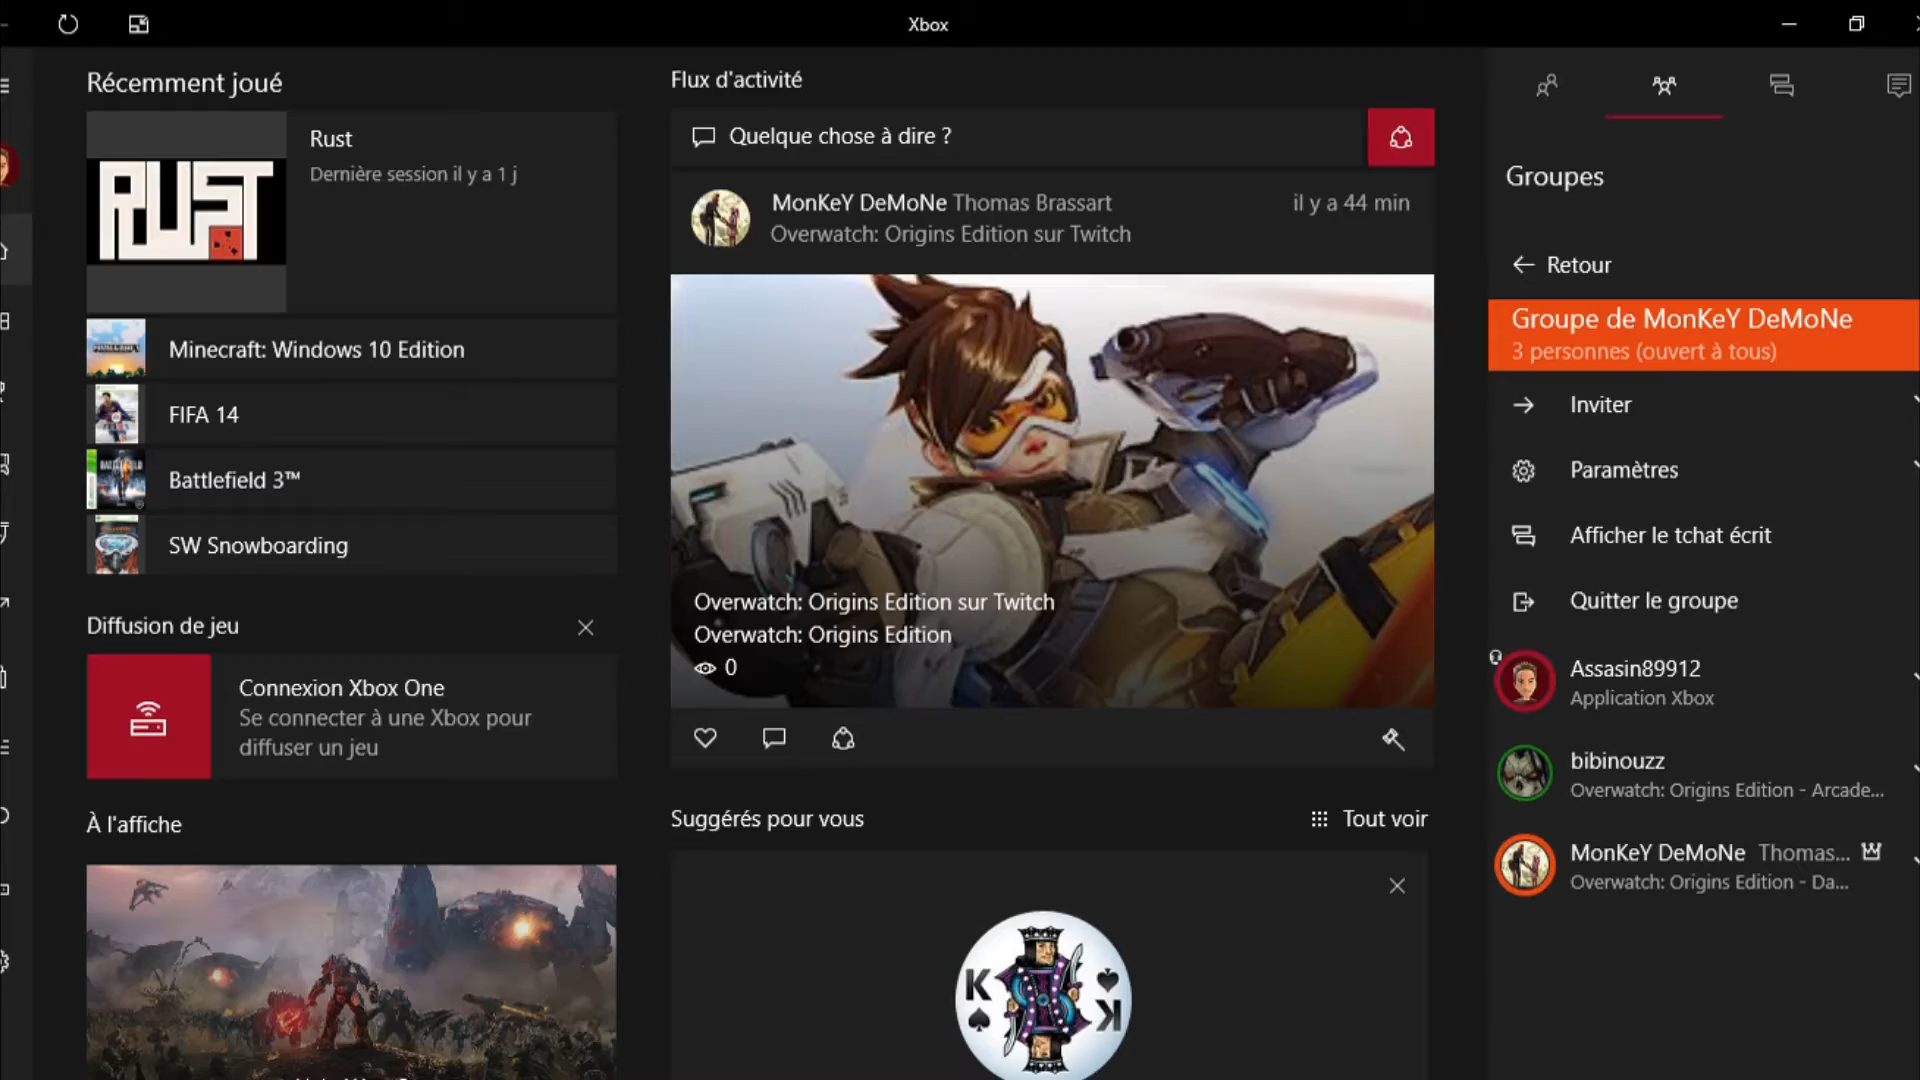 Xbox
Récemment joué
RUST
Rust
Dernière session il y a 1 j
Minecraft: Windows 10 Edition
FIFA 14
Battlefield 3™
SW Snowboarding
Diffusion de jeu
Connexion Xbox One
Se connecter à une Xbox pour
diffuser un jeu
À l'affiche
Flux d'activité
Quelque chose à dire ?
MonKeY DeMoNe Thomas Brassart
il y a 44 min
Overwatch: Origins Edition sur Twitch
Overwatch: Origins Edition sur Twitch
Overwatch: Origins Edition
0
Suggérés pour vous
Tout voir
K
K
Groupes
Retour
Groupe de MonKeY DeMoNe
3 personnes (ouvert à tous)
Inviter
Paramètres
Afficher le tchat écrit
Quitter le groupe
Assasin89912
Application Xbox
bibinouzz
Overwatch: Origins Edition - Arcade...
MonKeY DeMoNe Thomas...
Overwatch: Origins Edition - Da...